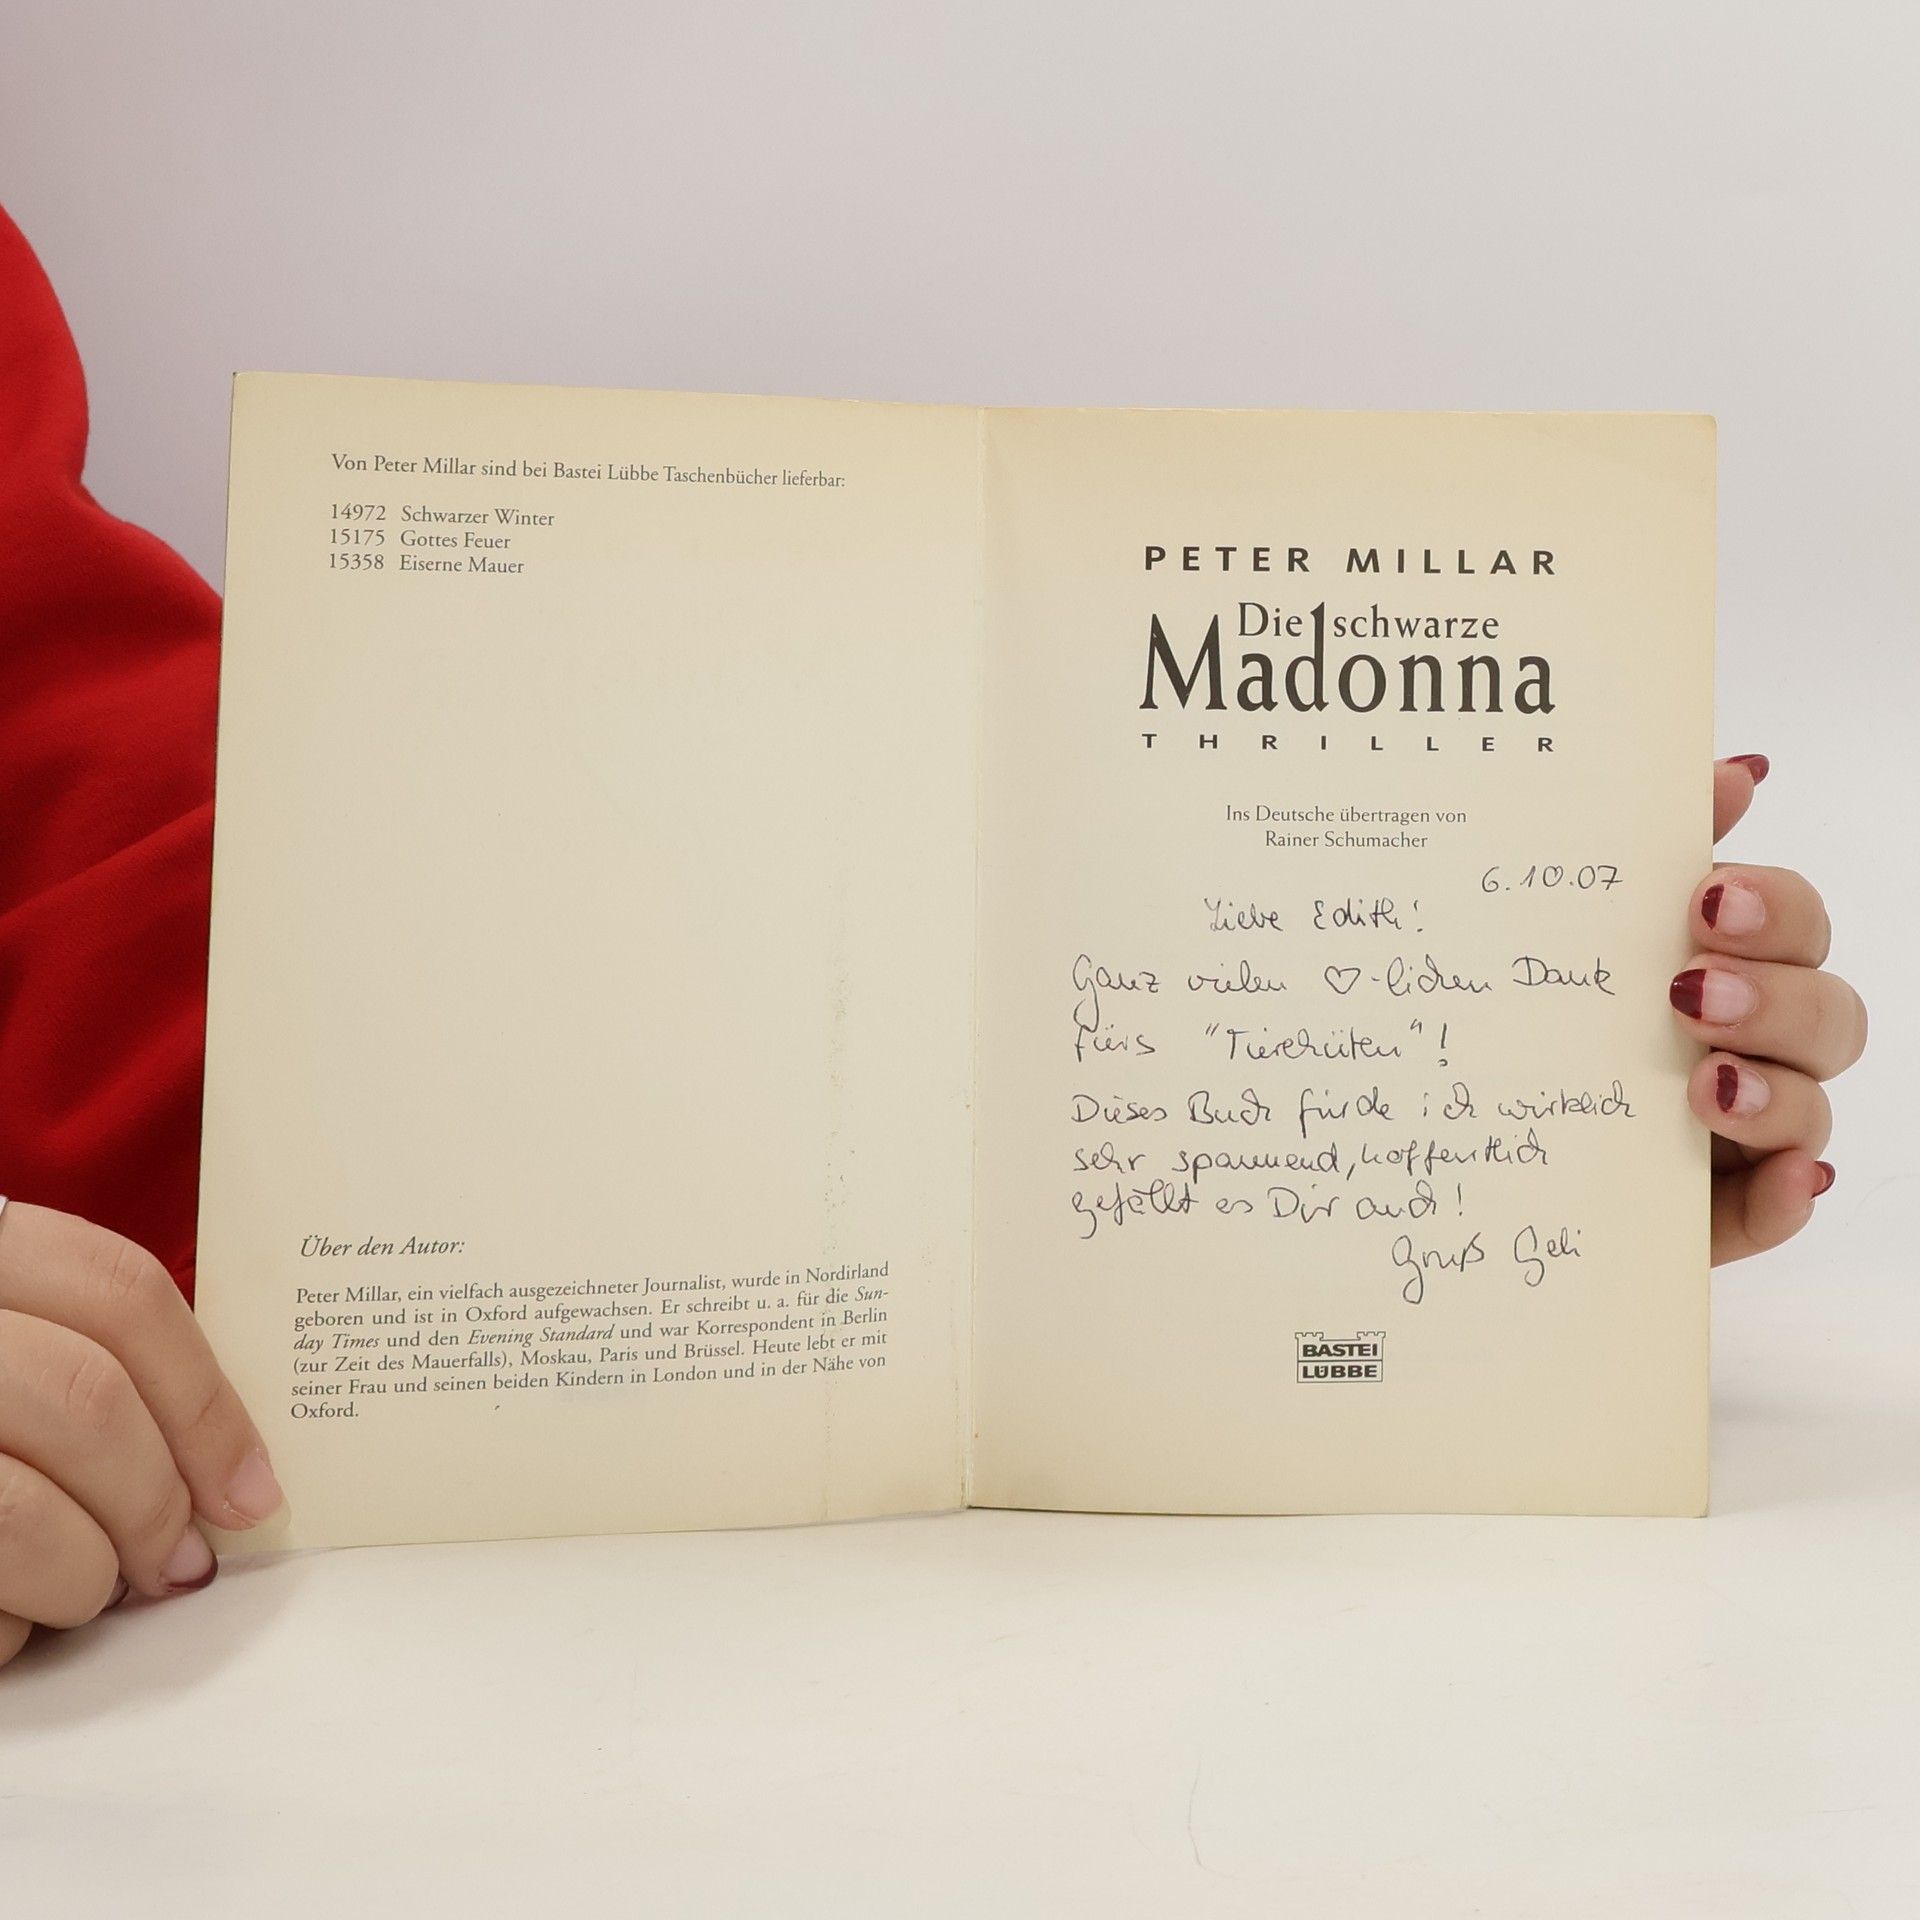 Von Peter Millar sind bei Bastei Lübbe Taschenbücher lieferbar:
14972 Schwarzer Winter
15175 Gottes Feuer
15358 Eiserne Mauer
Über den Autor:
Peter Millar, ein vielfach ausgezeichneter Journalist, wurde in Nordirland
geboren und ist in Oxford aufgewachsen. Er schreibt u. a. für die Sun-
day Times und den Evening Standard und war Korrespondent in Berlin
(zur Zeit des Mauerfalls), Moskau, Paris und Brüssel. Heute lebt er mit
seiner Frau und seinen beiden Kindern in London und in der Nähe von
Oxford.
PETER MILLAR
Die schwarze
Madonna
THRILLER
Ins Deutsche übertragen von
Rainer Schumacher
6.10.07
Liebe Edith!
Ganz vielen ♡-lichen Dank
fürs "Tierehüten"!
Dieses Buch finde ich wirklich
sehr spannend, hoffentlich
gefällt es Dir auch!
Gruß Geli
BASTEI
LÜBBE